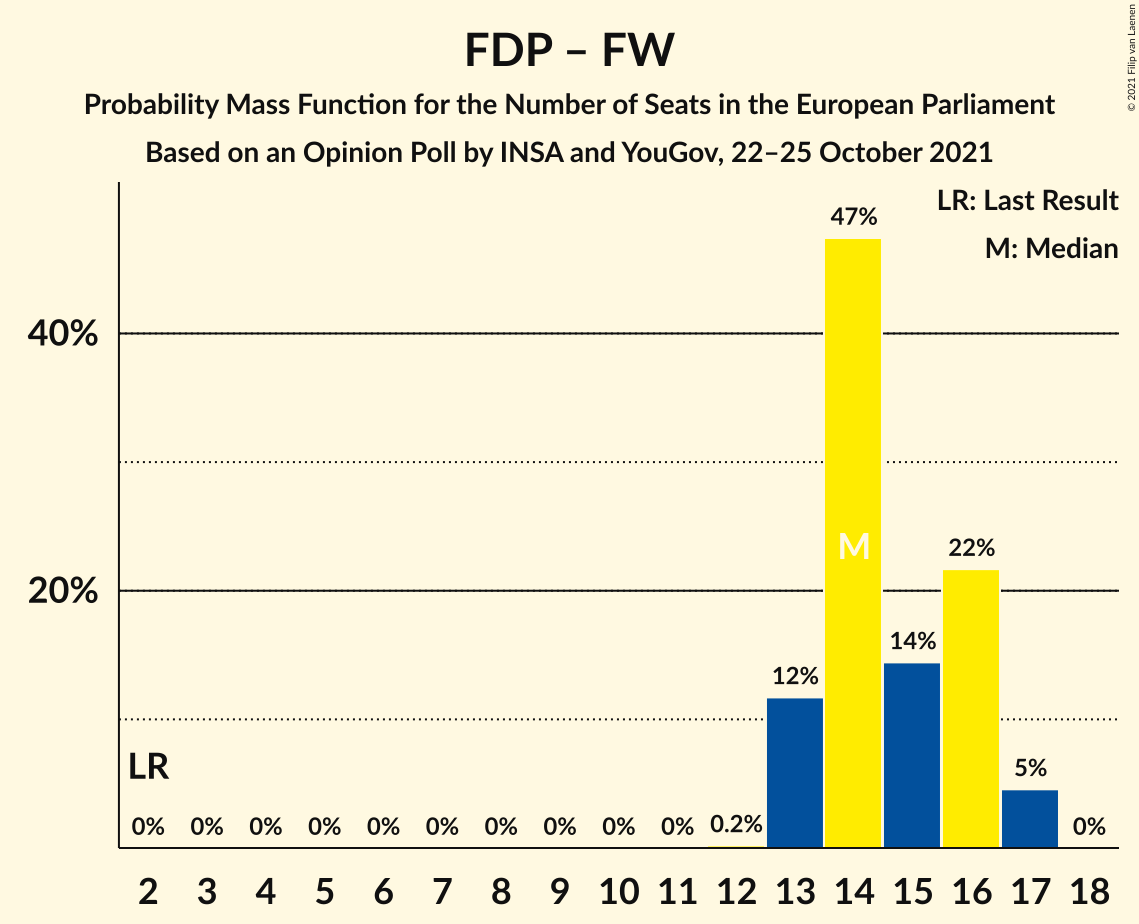 FDP – FW
Probability Mass Function for the Number of Seats in the European Parliament
Based on an Opinion Poll by INSA and YouGov, 22–25 October 2021
© 2021 Filip van Laenen
LR: Last Result
M: Median
47%
40%
M
22%
20%
14%
12%
LR
5%
0% 0% 0% 0% 0% 0% 0% 0% 0% 0% 0.2% 0%
2 3 4 5 6 7 8 9 10 11 12 13 14 15 16 17 18